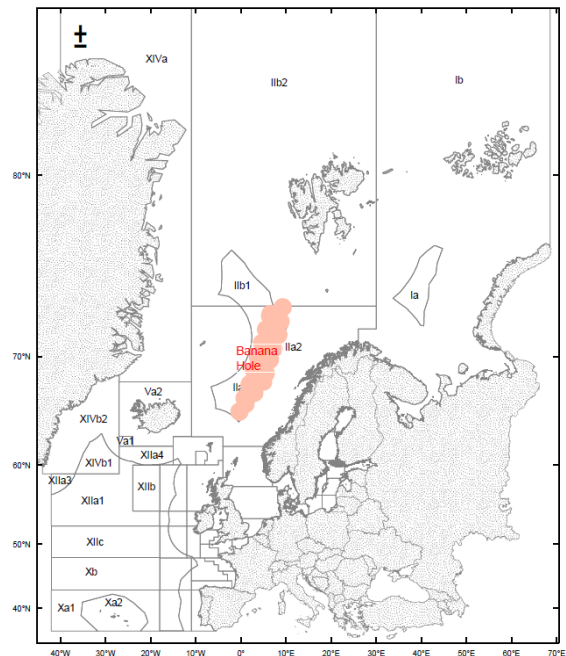 ±
XIVa
IIb2
Ib
80°N
IIb1
Ia
Banana
Hole
IIa2
70°N
IIa
Va2
XIVb2
Va1
XIIa4
60°N
XIVb1
XIIa3
XIIa1
XIIb
XIIc
50°N
Xb
Xa1
Xa2
40°N
40°W
30°W
20°W
10°W
0°
10°E
20°E
30°E
40°E
50°E
60°E
70°E